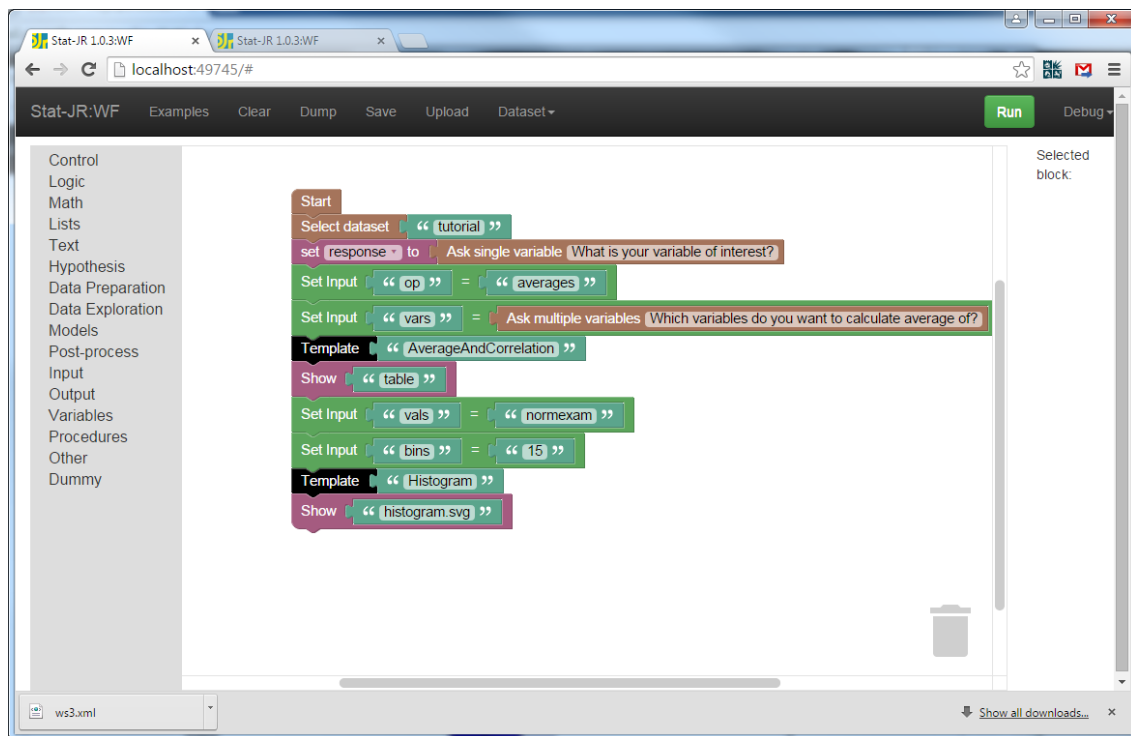 Stat-JR 1.0.3:WF × Stat-JR 1.0.3:WF ×
localhost:49745/#
Stat-JR:WF Examples Clear Dump Save Upload Dataset Run Debug
Control
Logic
Math
Lists
Text
Hypothesis
Data Preparation
Data Exploration
Models
Post-process
Input
Output
Variables
Procedures
Other
Dummy
Start
Select dataset “ tutorial ”
set response to Ask single variable What is your variable of interest?
Set Input “ op ” = “ averages ”
Set Input “ vars ” = Ask multiple variables Which variables do you want to calculate average of?
Template “ AverageAndCorrelation ”
Show “ table ”
Set Input “ vals ” = “ normexam ”
Set Input “ bins ” = “ 15 ”
Template “ Histogram ”
Show “ histogram.svg ”
Selected
block:
ws3.xml
Show all downloads... ×